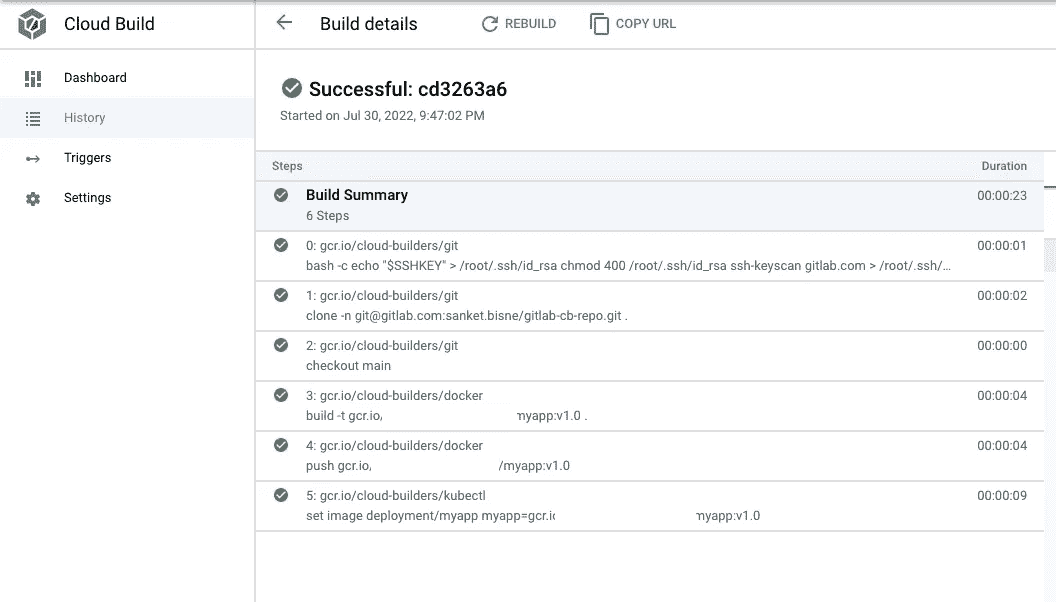 Cloud Build
Build details
REBUILD
COPY URL
Dashboard
History
Triggers
Settings
Successful: cd3263a6
Started on Jul 30, 2022, 9:47:02 PM
Steps Duration
Build Summary 00:00:23
6 Steps
0: gcr.io/cloud-builders/git 00:00:01
bash -c echo "$SSHKEY" > /root/.ssh/id_rsa chmod 400 /root/.ssh/id_rsa ssh-keyscan gitlab.com > /root/.ssh/...
1: gcr.io/cloud-builders/git 00:00:02
clone -n git@gitlab.com:sanket.bisne/gitlab-cb-repo.git .
2: gcr.io/cloud-builders/git 00:00:00
checkout main
3: gcr.io/cloud-builders/docker 00:00:04
build -t gcr.io/ myapp:v1.0 .
4: gcr.io/cloud-builders/docker 00:00:04
push gcr.io/ /myapp:v1.0
5: gcr.io/cloud-builders/kubectl 00:00:09
set image deployment/myapp myapp=gcr.io myapp:v1.0